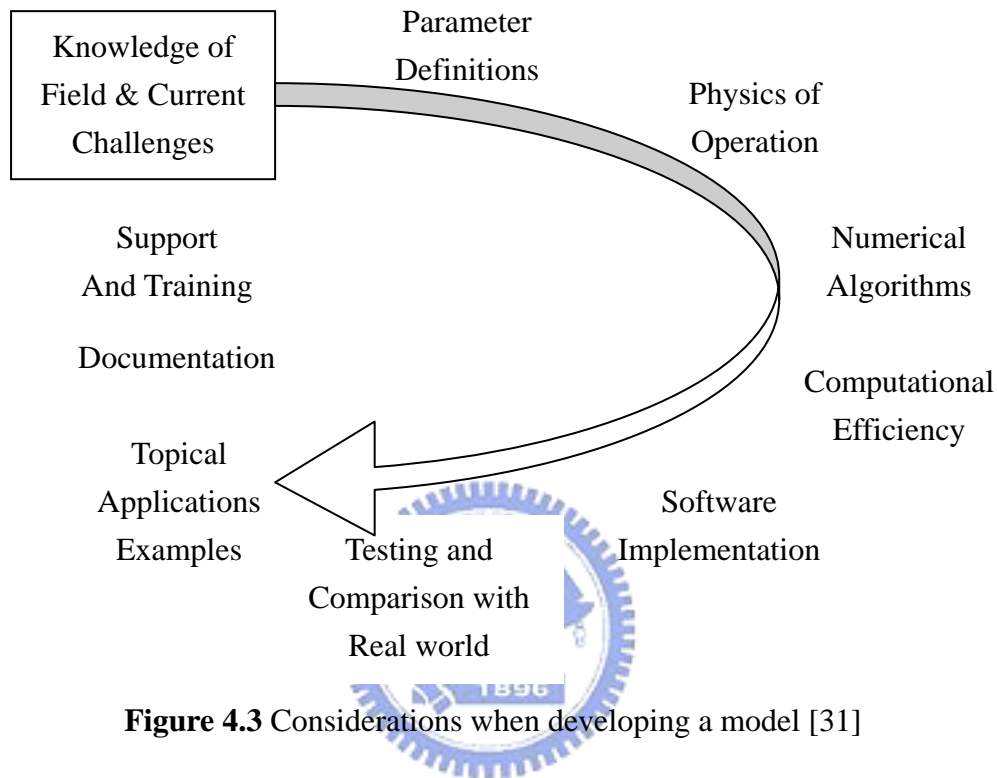 Knowledge of
Field & Current
Challenges
Parameter
Definitions
Physics of
Operation
Numerical
Algorithms
Computational
Efficiency
Software
Implementation
Testing and
Comparison with
Real world
Topical
Applications
Examples
Documentation
Support
And Training
1896
Figure 4.3 Considerations when developing a model [31]